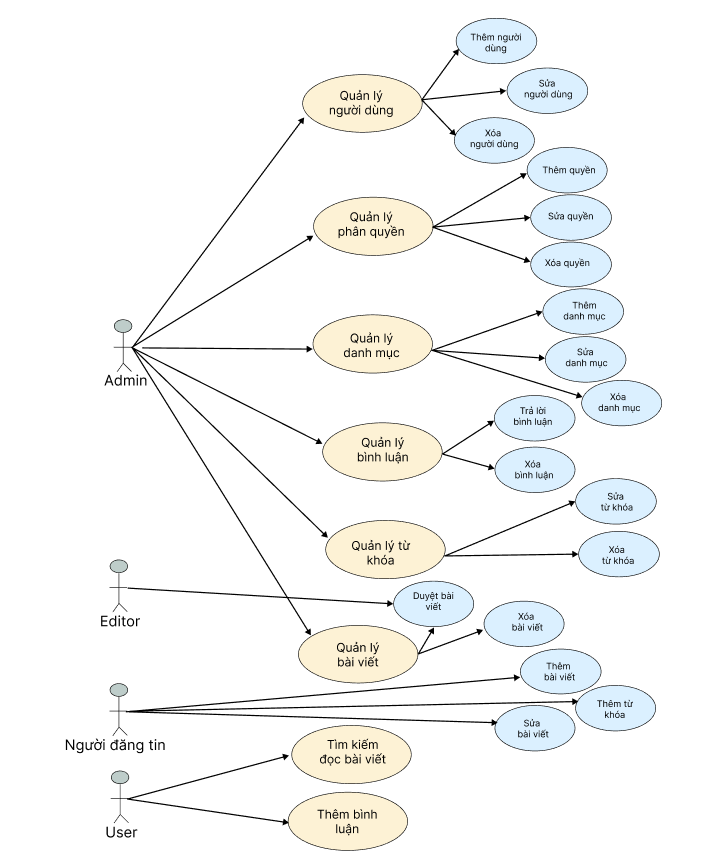 Thêm người
dùng
Quản lý
người dùng
Sửa
người dùng
Xóa
người dùng
Thêm quyền
Quản lý
phân quyền
Sửa quyền
Xóa quyền
Thêm
danh mục
Admin
Quản lý
danh mục
Sửa
danh mục
Xóa
danh mục
Trả lời
bình luận
Quản lý
bình luận
Xóa
bình luận
Sửa
từ khóa
Quản lý từ
khóa
Xóa
từ khóa
Editor
Duyệt bài
viết
Quản lý
bài viết
Xóa
bài viết
Thêm
bài viết
Người đăng tin
Thêm từ
khóa
Sửa
bài viết
Tìm kiếm
đọc bài viết
User
Thêm bình
luận